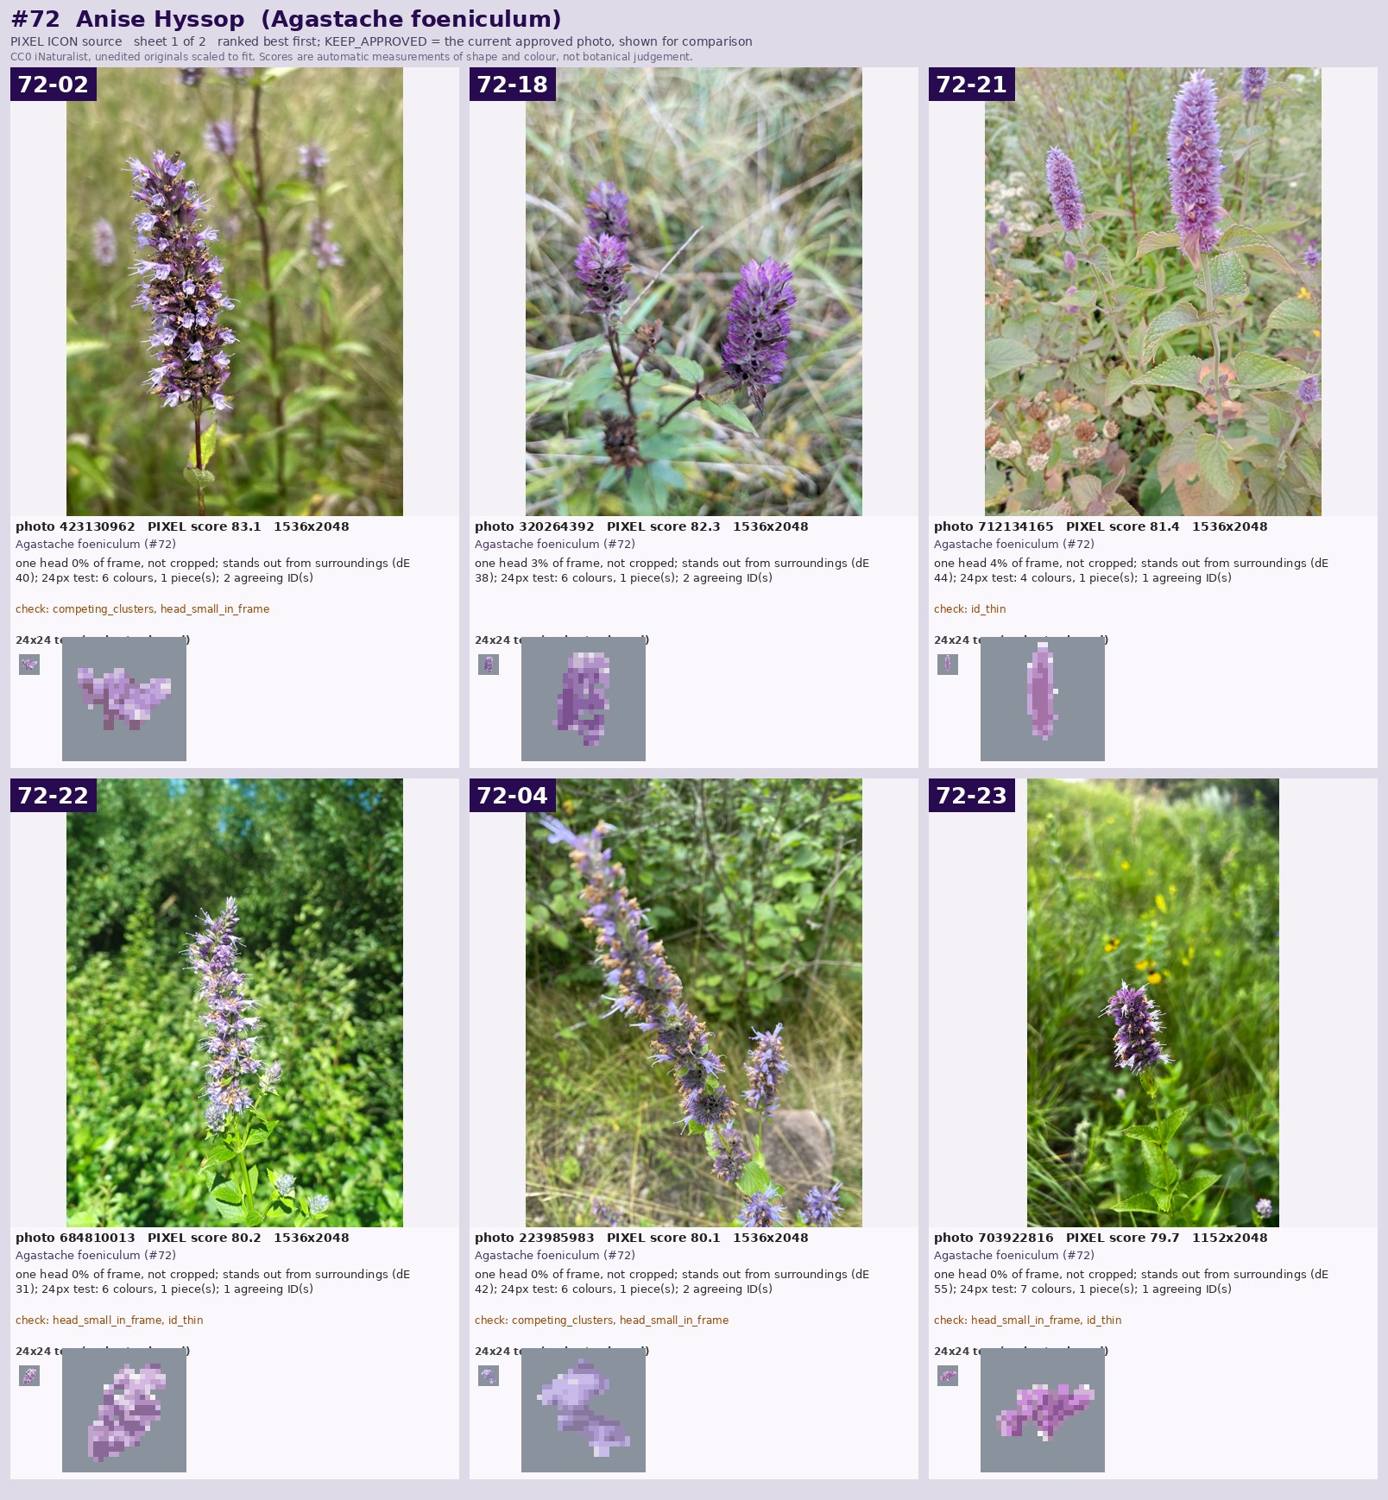 #72 Anise Hyssop (Agastache foeniculum)
PIXEL ICON source sheet 1 of 2 ranked best first; KEEP_APPROVED = the current approved photo, shown for comparison
CC0 iNaturalist, unedited originals scaled to fit. Scores are automatic measurements of shape and colour, not botanical judgement.
72-02
photo 423130962 PIXEL score 83.1 1536x2048
Agastache foeniculum (#72)
one head 0% of frame, not cropped; stands out from surroundings (dE
40); 24px test: 6 colours, 1 piece(s); 2 agreeing ID(s)
check: competing_clusters, head_small_in_frame
24x24
72-18
photo 320264392 PIXEL score 82.3 1536x2048
Agastache foeniculum (#72)
one head 3% of frame, not cropped; stands out from surroundings (dE
38); 24px test: 6 colours, 1 piece(s); 2 agreeing ID(s)
24x24
72-21
photo 712134165 PIXEL score 81.4 1536x2048
Agastache foeniculum (#72)
one head 4% of frame, not cropped; stands out from surroundings (dE
44); 24px test: 4 colours, 1 piece(s); 1 agreeing ID(s)
check: id_thin
24x24
72-22
photo 684810013 PIXEL score 80.2 1536x2048
Agastache foeniculum (#72)
one head 0% of frame, not cropped; stands out from surroundings (dE
31); 24px test: 6 colours, 1 piece(s); 1 agreeing ID(s)
check: head_small_in_frame, id_thin
24x24
72-04
photo 223985983 PIXEL score 80.1 1536x2048
Agastache foeniculum (#72)
one head 0% of frame, not cropped; stands out from surroundings (dE
42); 24px test: 6 colours, 1 piece(s); 2 agreeing ID(s)
check: competing_clusters, head_small_in_frame
24x24
72-23
photo 703922816 PIXEL score 79.7 1152x2048
Agastache foeniculum (#72)
one head 0% of frame, not cropped; stands out from surroundings (dE
55); 24px test: 7 colours, 1 piece(s); 1 agreeing ID(s)
check: head_small_in_frame, id_thin
24x24